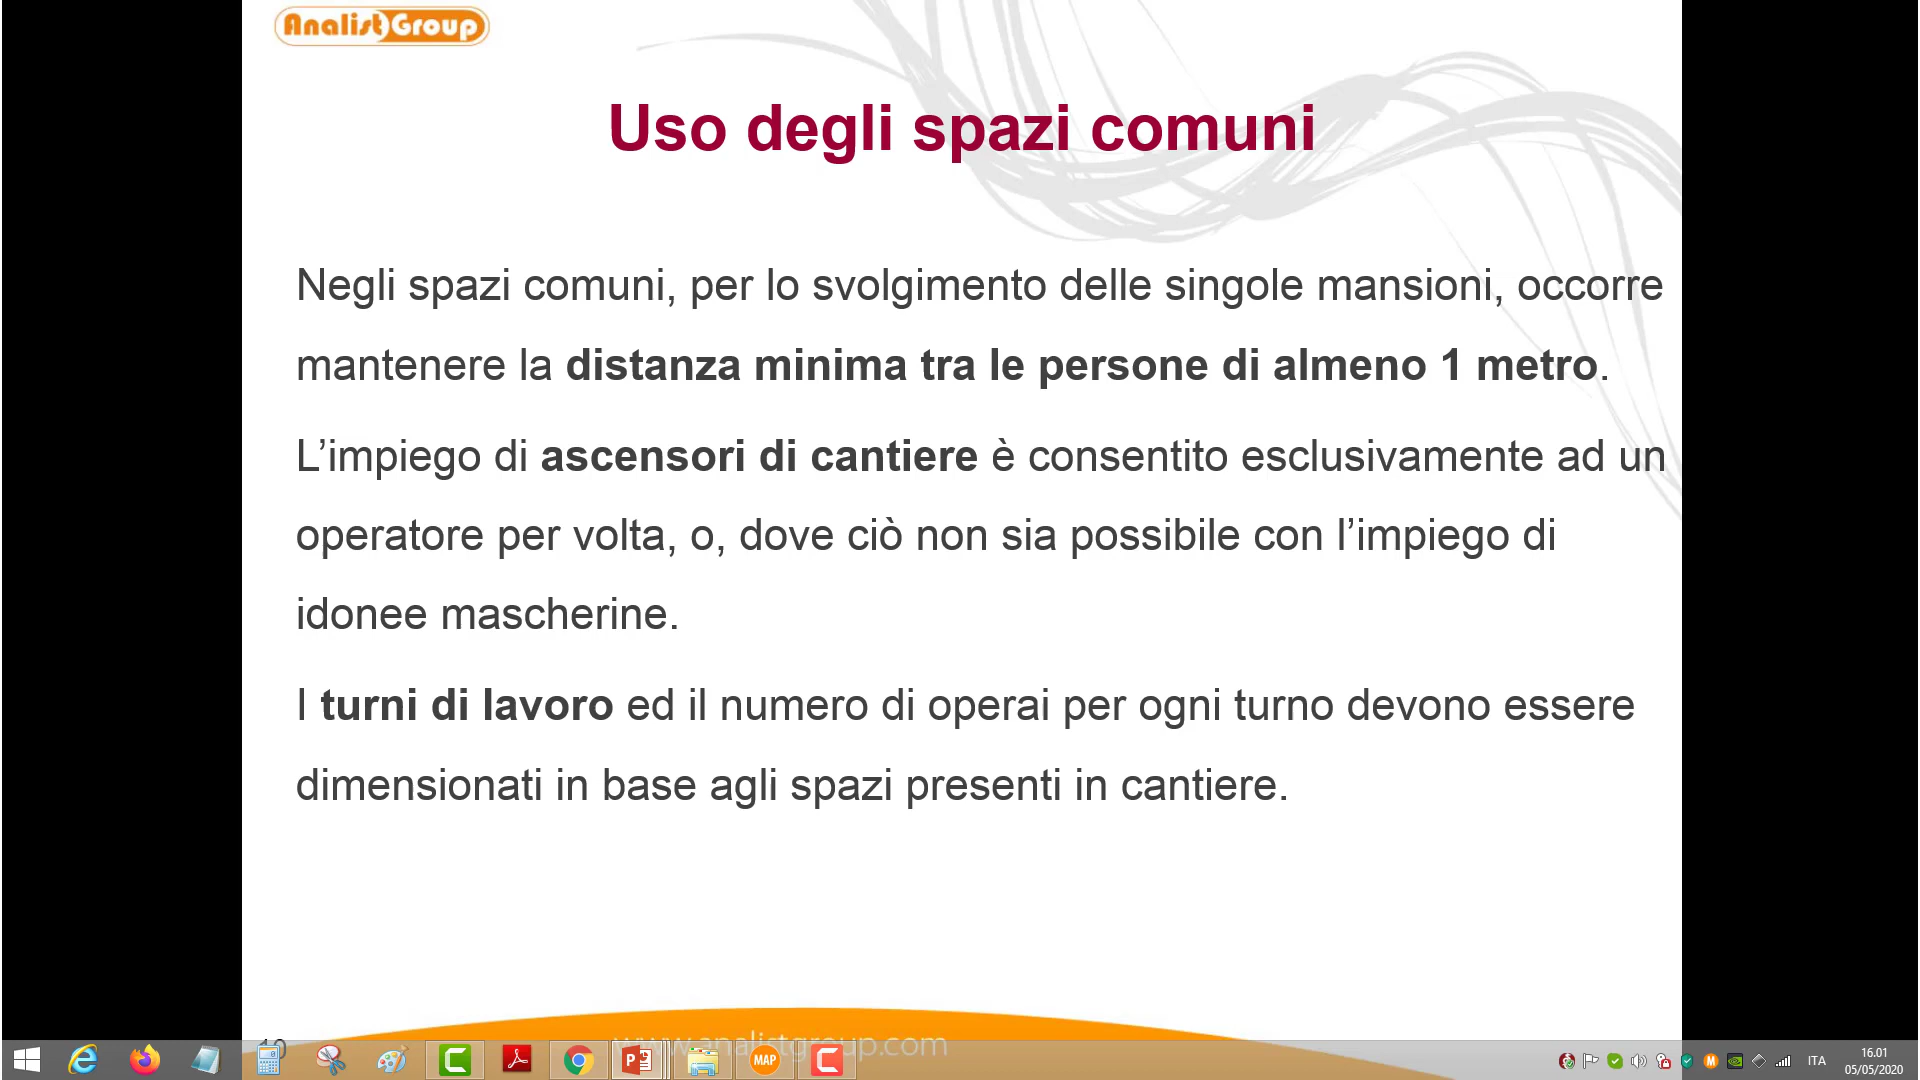 AnalistGroup
Uso degli spazi comuni
Negli spazi comuni, per lo svolgimento delle singole mansioni, occorre
mantenere la distanza minima tra le persone di almeno 1 metro.
L’impiego di ascensori di cantiere è consentito esclusivamente ad un
operatore per volta, o, dove ciò non sia possibile con l’impiego di
idonee mascherine.
I turni di lavoro ed il numero di operai per ogni turno devono essere
dimensionati in base agli spazi presenti in cantiere.
www.analistgroup.com
MAP
ITA
16.01
05/05/2020